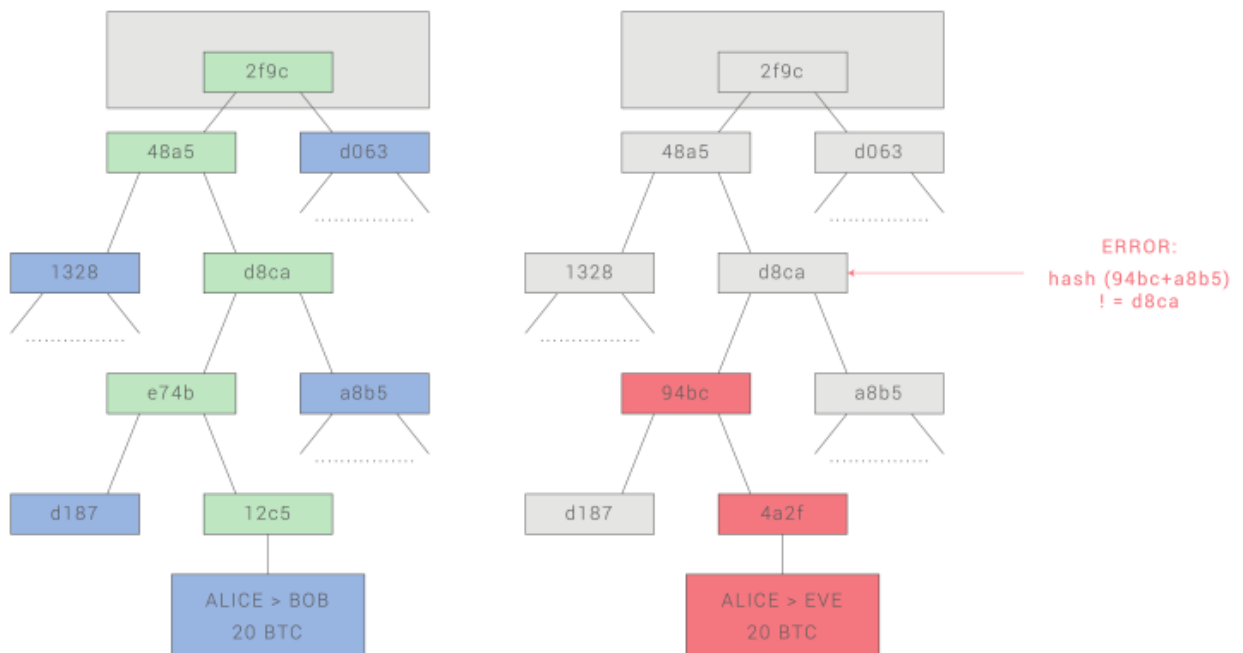 2f9c
2f9c
48a5
d063
48a5
d063
1328
d8ca
1328
d8ca
ERROR:
hash (94bc+a8b5)
! = d8ca
e74b
a8b5
94bc
a8b5
d187
12c5
d187
4a2f
ALICE > BOB
20 BTC
ALICE > EVE
20 BTC